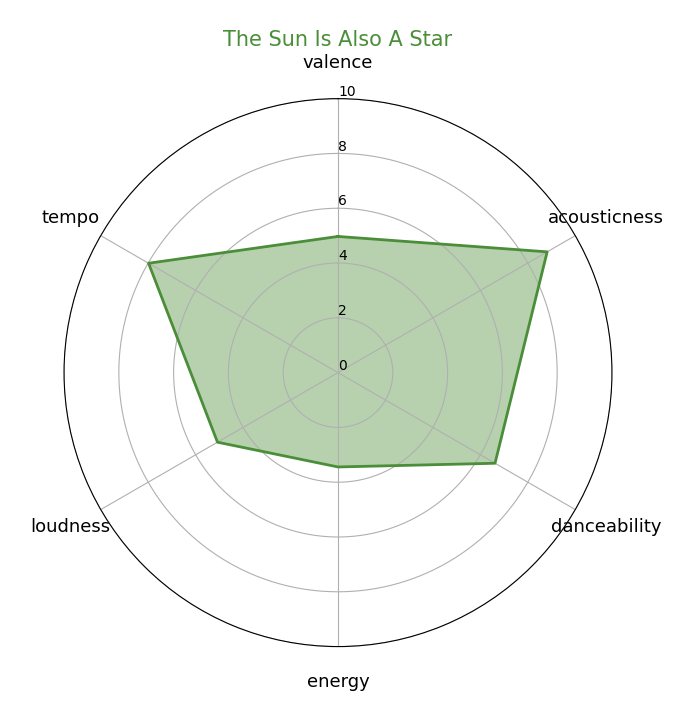 The Sun Is Also A Star
valence
10
8
6
4
2
0
tempo
acousticness
loudness
danceability
energy